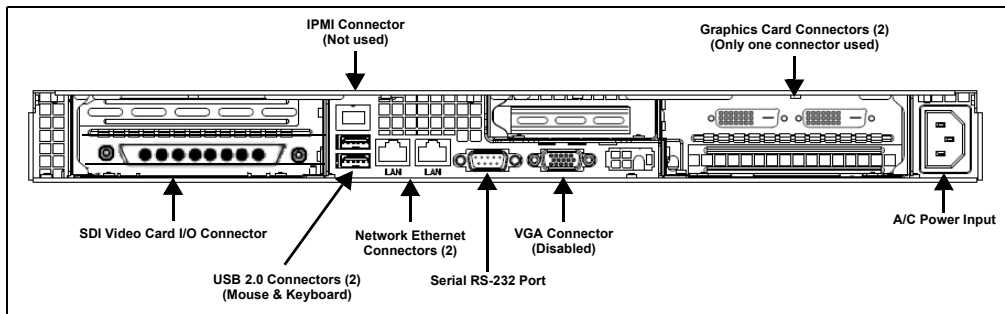 IPMI Connector
(Not used)
Graphics Card Connectors (2)
(Only one connector used)
LAN LAN
SDI Video Card I/O Connector
Network Ethernet
Connectors (2)
VGA Connector
(Disabled)
A/C Power Input
USB 2.0 Connectors (2)
(Mouse & Keyboard)
Serial RS-232 Port